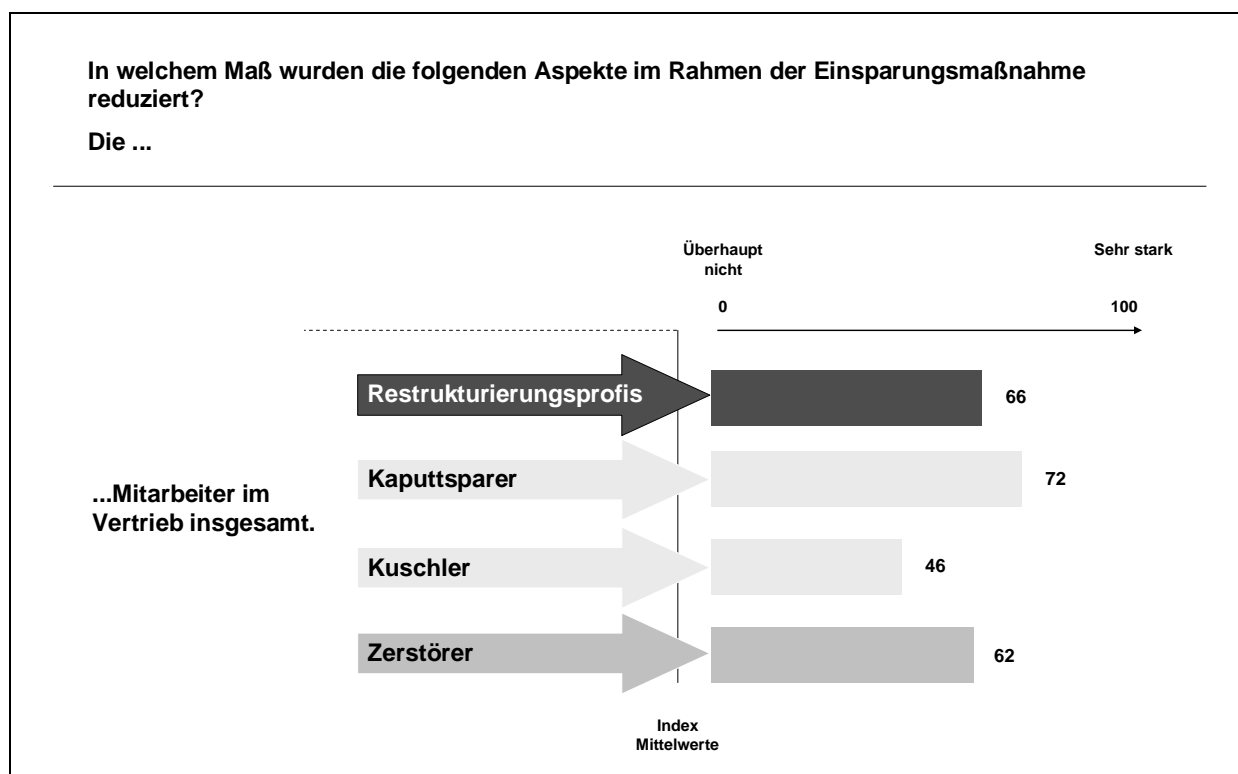 In welchem Maß wurden die folgenden Aspekte im Rahmen der Einsparungsmaßnahme
reduziert?
Die ...
Überhaupt
nicht
Sehr stark
0
100
Restrukturierungsprofis
66
Kaputtsparer
72
...Mitarbeiter im
Vertrieb insgesamt.
Kuschler
46
Zerstörer
62
Index
Mittelwerte